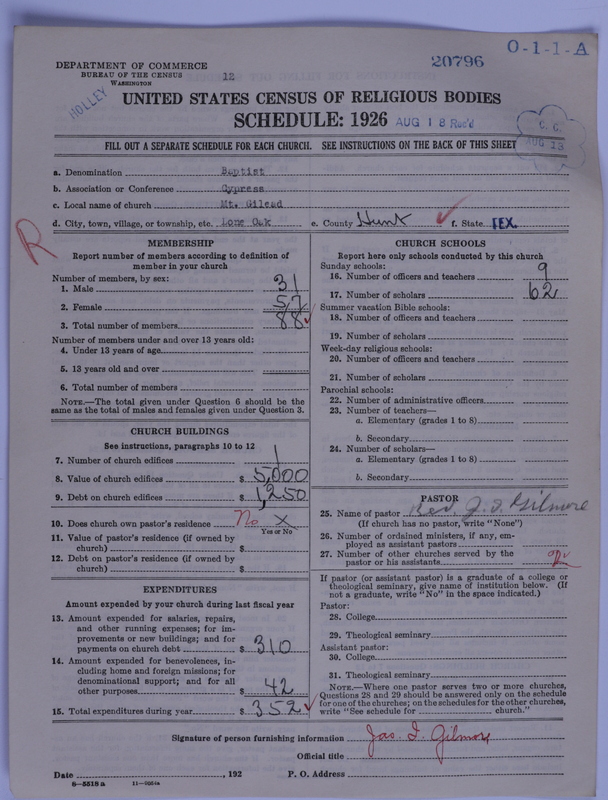 DEPARTMENT OF COMMERCE
BUREAU OF THE CENSUS
WASHINGTON
12
20796
O-1-1-A
HOLLEY
UNITED STATES CENSUS OF RELIGIOUS BODIES
SCHEDULE: 1926
AUG 18 Rec'd
C. C.
AUG 19
FILL OUT A SEPARATE SCHEDULE FOR EACH CHURCH. SEE INSTRUCTIONS ON THE BACK OF THIS SHEET
a. Denomination Baptist
b. Association or Conference Cypress
c. Local name of church Mt. Gilead
d. City, town, village, or township, etc. Lone Oak e. County Hunt f. State TEX.
R
MEMBERSHIP
Report number of members according to definition of
member in your church
Number of members, by sex:
1. Male 31
2. Female 57
3. Total number of members 88
Number of members under and over 13 years old:
4. Under 13 years of age
5. 13 years old and over
6. Total number of members
NOTE.—The total given under Question 6 should be
same as the total of males and females given under Question 3.
CHURCH BUILDINGS
See instructions, paragraphs 10 to 12
7. Number of church edifices 1
8. Value of church edifices $ 5,000
9. Debt on church edifices $ 1,250
10. Does church own pastor's residence No X
Yes or No
11. Value of pastor's residence (if owned by
church) $
12. Debt on pastor's residence (if owned by
church) $
EXPENDITURES
Amount expended by your church during last fiscal year
13. Amount expended for salaries, repairs,
and other running expenses; for im-
provements or new buildings; and for
payments on church debt $ 310
14. Amount expended for benevolences, in-
cluding home and foreign missions; for
denominational support; and for all
other purposes $ 42
15. Total expenditures during year $ 352
CHURCH SCHOOLS
Report here only schools conducted by this church
Sunday schools:
16. Number of officers and teachers 9
17. Number of scholars 62
Summer vacation Bible schools:
18. Number of officers and teachers
19. Number of scholars
Week-day religious schools:
20. Number of officers and teachers
21. Number of scholars
Parochial schools:
22. Number of administrative officers
23. Number of teachers—
a. Elementary (grades 1 to 8)
b. Secondary
24. Number of scholars—
a. Elementary (grades 1 to 8)
b. Secondary
PASTOR
25. Name of pastor Rev. J. I. Gilmore
(If church has no pastor, write "None")
26. Number of ordained ministers, if any, em-
ployed as assistant pastors
27. Number of other churches served by the
pastor or his assistants
If pastor (or assistant pastor) is a graduate of a college or
theological seminary, give name of institution below. (If
not a graduate, write "No" in the space indicated.)
Pastor:
28. College
29. Theological seminary
Assistant pastor:
30. College
31. Theological seminary
NOTE.—Where one pastor serves two or more churches,
Questions 28 and 29 should be answered only on the schedule
for one of the churches; on the schedules for the other churches,
write "See schedule for church."
Signature of person furnishing information Jas. I. Gilmore
Official title
Date , 192 P. O. Address
8—5518 a 11—9054a